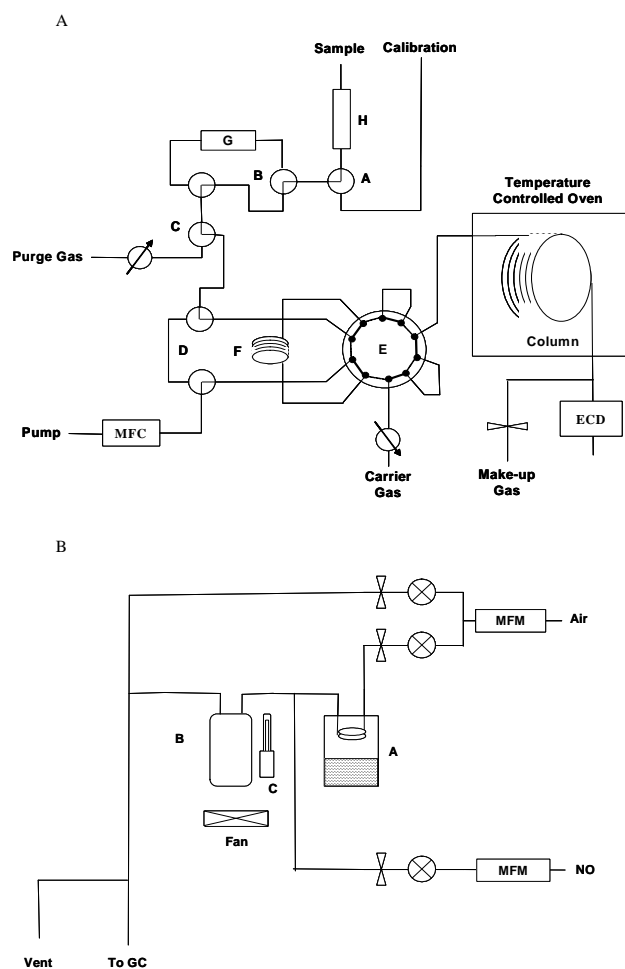 A
Sample Calibration
H
G
B A
Temperature
Controlled Oven
C
Purge Gas
D F E
Column
Pump MFC ECD
Carrier
Gas
Make-up
Gas
B
MFM Air
MFM NO
B A
C
Fan
Vent To GC